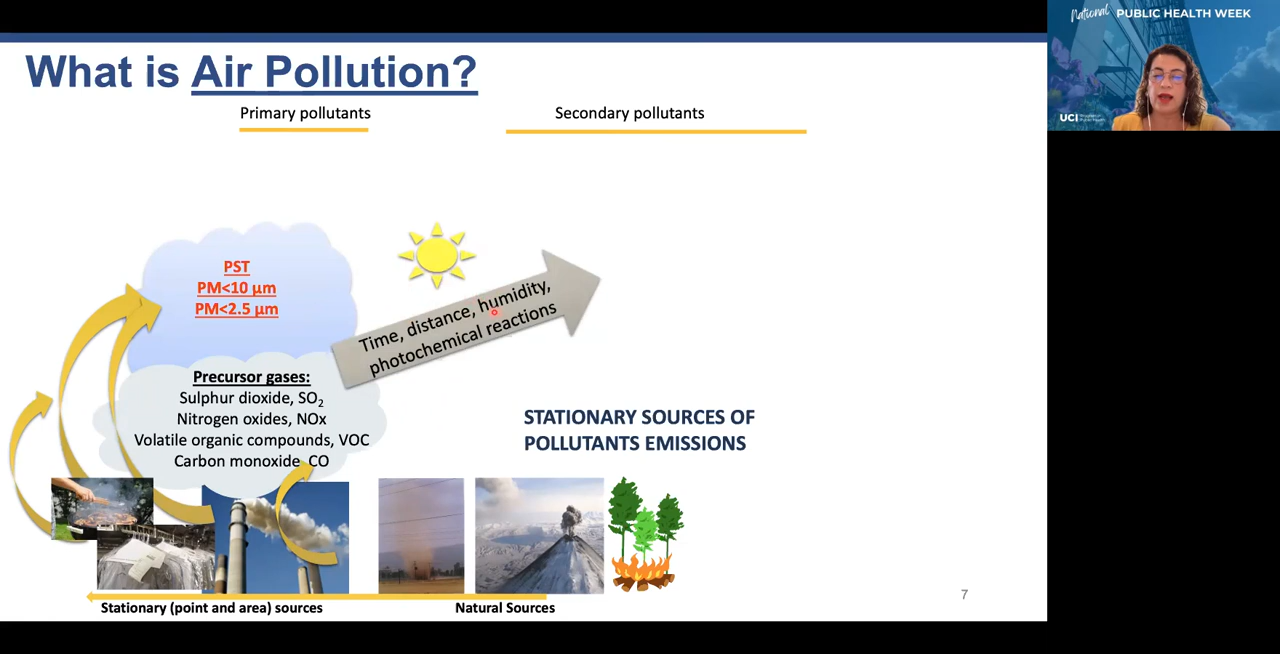 What is Air Pollution?
Primary pollutants
Secondary pollutants
PST
PM<10 µm
PM<2.5 µm
Time, distance, humidity,
photochemical reactions
Precursor gases:
Sulphur dioxide, SO₂
Nitrogen oxides, NOx
Volatile organic compounds, VOC
Carbon monoxide, CO
STATIONARY SOURCES OF
POLLUTANTS EMISSIONS
Stationary (point and area) sources
Natural Sources
7
National PUBLIC HEALTH WEEK
UCI
Public Health